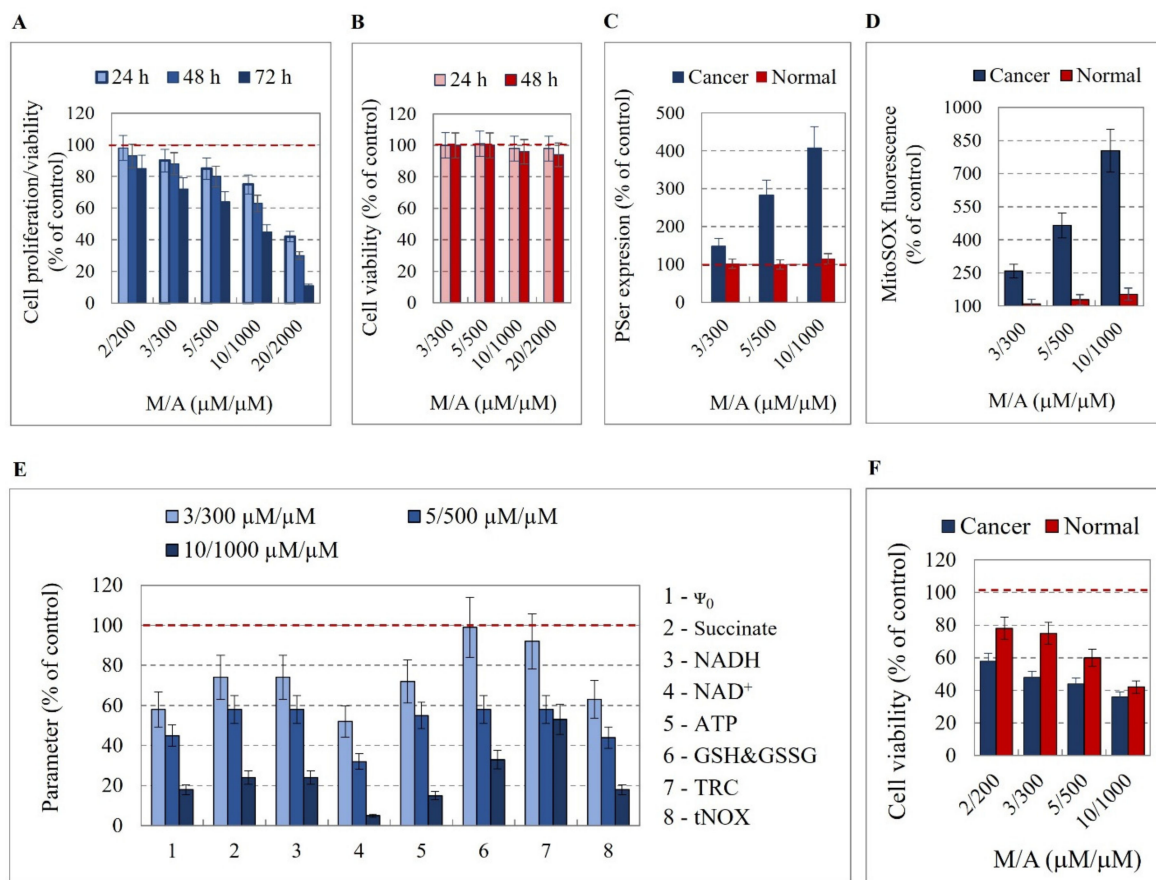 A
24 h 48 h 72 h
Cell proliferation/viability
(% of control)
120
100
80
60
40
20
0
2/200
3/300
5/500
10/1000
20/2000
M/A (µM/µM)
B
24 h 48 h
Cell viability (% of control)
120
100
80
60
40
20
0
3/300
5/500
10/1000
20/2000
M/A (µM/µM)
C
Cancer Normal
PSer expresion (% of control)
500
400
300
200
100
0
3/300
5/500
10/1000
M/A (µM/µM)
D
Cancer Normal
MitoSOX fluorescence
(% of control)
1000
850
700
550
400
250
100
3/300
5/500
10/1000
M/A (µM/µM)
E
3/300 µM/µM 5/500 µM/µM
10/1000 µM/µM
Parameter (% of control)
120
100
80
60
40
20
0
1 2 3 4 5 6 7 8
1 - Ψ₀
2 - Succinate
3 - NADH
4 - NAD⁺
5 - ATP
6 - GSH&GSSG
7 - TRC
8 - tNOX
F
Cancer Normal
Cell viability (% of control)
120
100
80
60
40
20
0
2/200
3/300
5/500
10/1000
M/A (µM/µM)